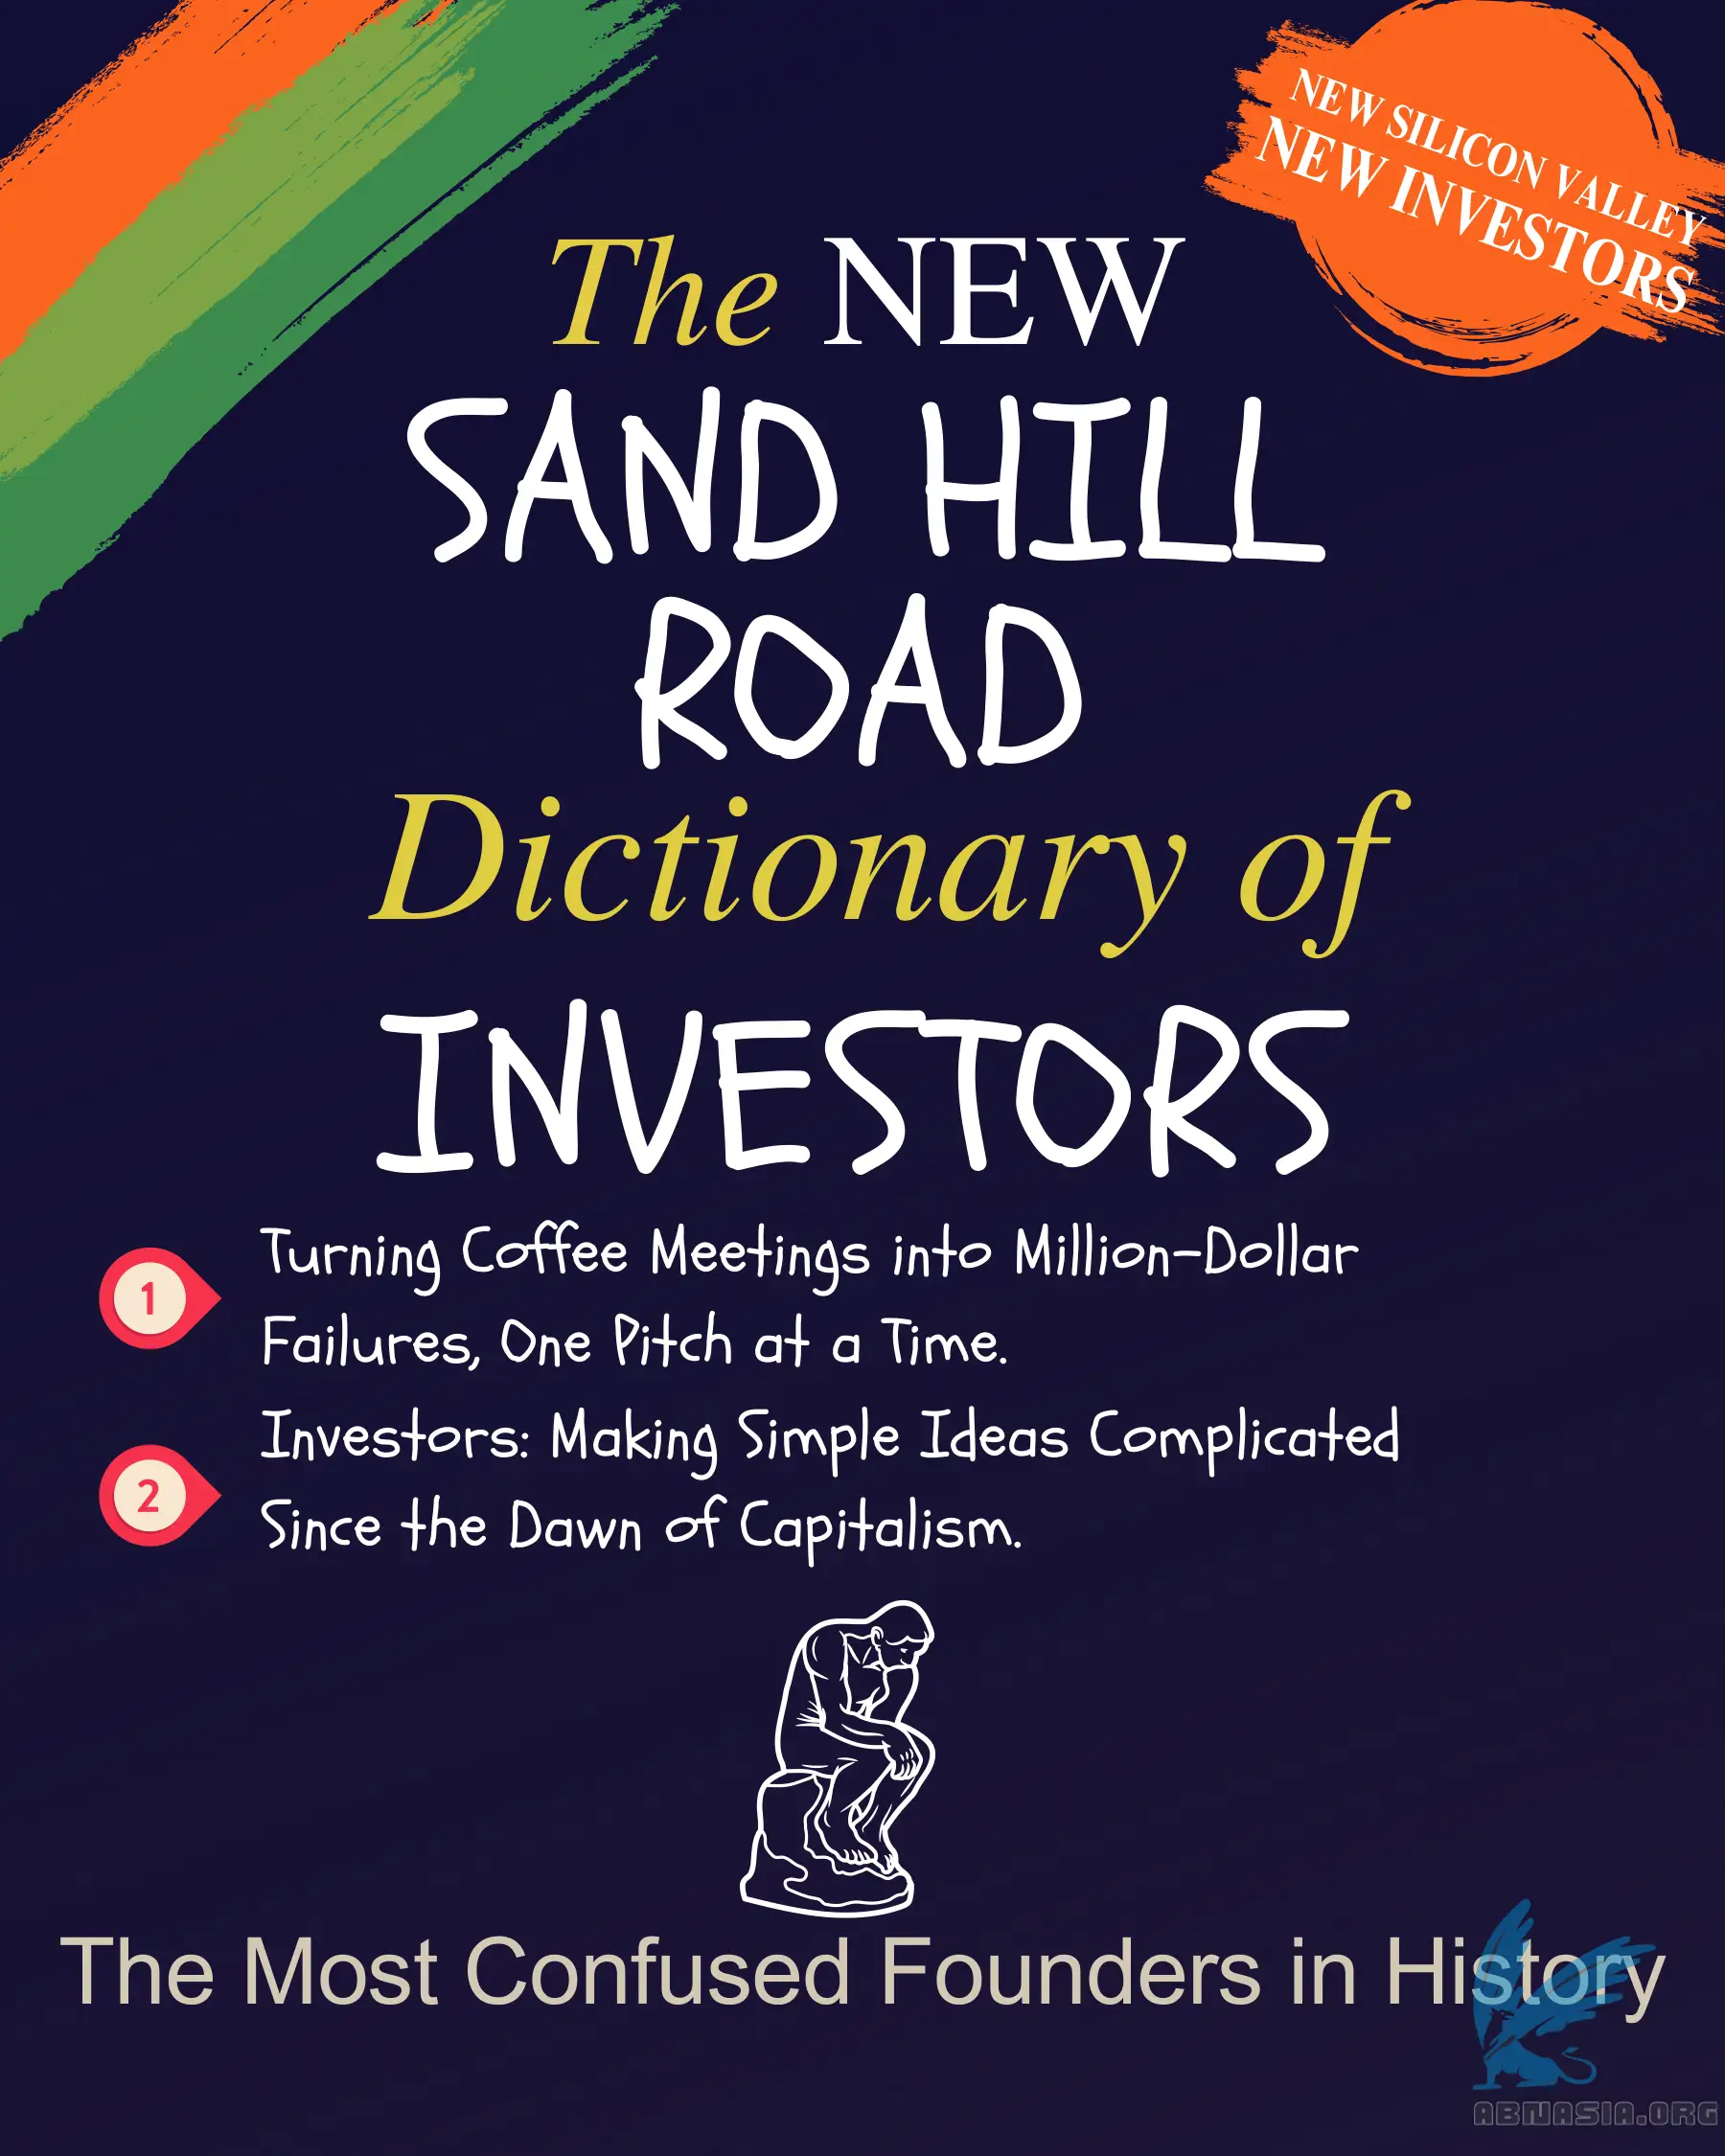 NEW SILICON VALLEY
NEW INVESTORS
The NEW
SAND HILL
ROAD
Dictionary of
INVESTORS
1
Turning Coffee Meetings into Million-Dollar
Failures, One Pitch at a Time.
2
Investors: Making Simple Ideas Complicated
Since the Dawn of Capitalism.
The Most Confused Founders in History
ABNASIA.ORG